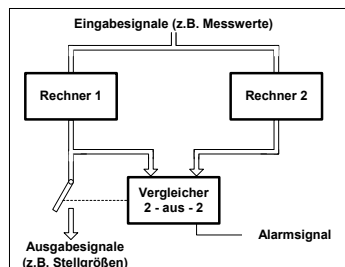 Eingabesignale (z.B. Messwerte)
Rechner 1
Rechner 2
Vergleicher
2 - aus - 2
Alarmsignal
Ausgabesignale
(z.B. Stellgrößen)